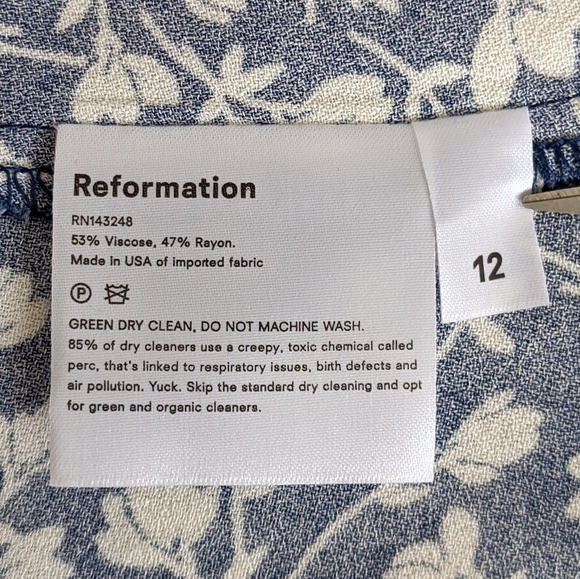 Reformation
RN143248
53% Viscose, 47% Rayon.
Made in USA of imported fabric
P
GREEN DRY CLEAN, DO NOT MACHINE WASH.
85% of dry cleaners use a creepy, toxic chemical called
perc, that's linked to respiratory issues, birth defects and
air pollution. Yuck. Skip the standard dry cleaning and opt
for green and organic cleaners.
12